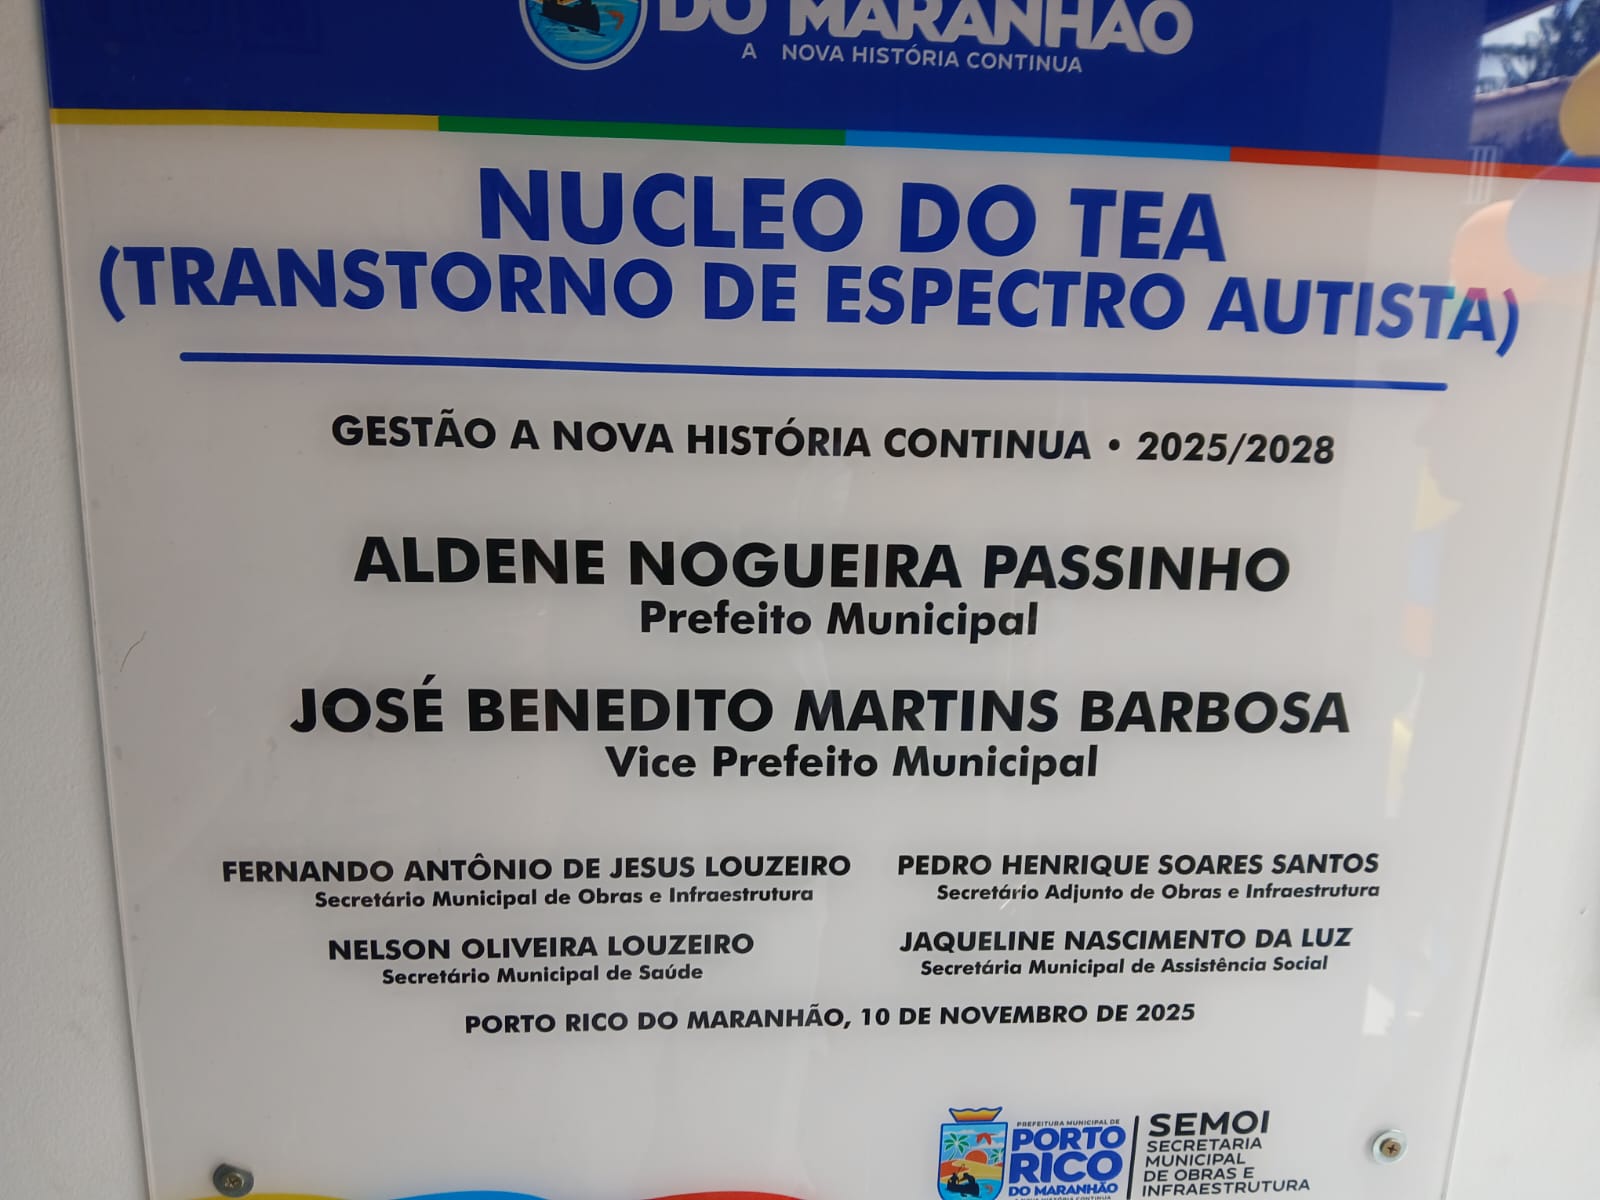 DO MARANHÃO
A NOVA HISTÓRIA CONTINUA
NUCLEO DO TEA
(TRANSTORNO DE ESPECTRO AUTISTA)
GESTÃO A NOVA HISTÓRIA CONTINUA • 2025/2028
ALDENE NOGUEIRA PASSINHO
Prefeito Municipal
JOSÉ BENEDITO MARTINS BARBOSA
Vice Prefeito Municipal
FERNANDO ANTÔNIO DE JESUS LOUZEIRO
Secretário Municipal de Obras e Infraestrutura
PEDRO HENRIQUE SOARES SANTOS
Secretário Adjunto de Obras e Infraestrutura
NELSON OLIVEIRA LOUZEIRO
Secretário Municipal de Saúde
JAQUELINE NASCIMENTO DA LUZ
Secretária Municipal de Assistência Social
PORTO RICO DO MARANHÃO, 10 DE NOVEMBRO DE 2025
PREFEITURA MUNICIPAL DE
PORTO
RICO
DO MARANHÃO
A NOVA HISTÓRIA CONTINUA
SEMOI
SECRETARIA
MUNICIPAL
DE OBRAS E
INFRAESTRUTURA